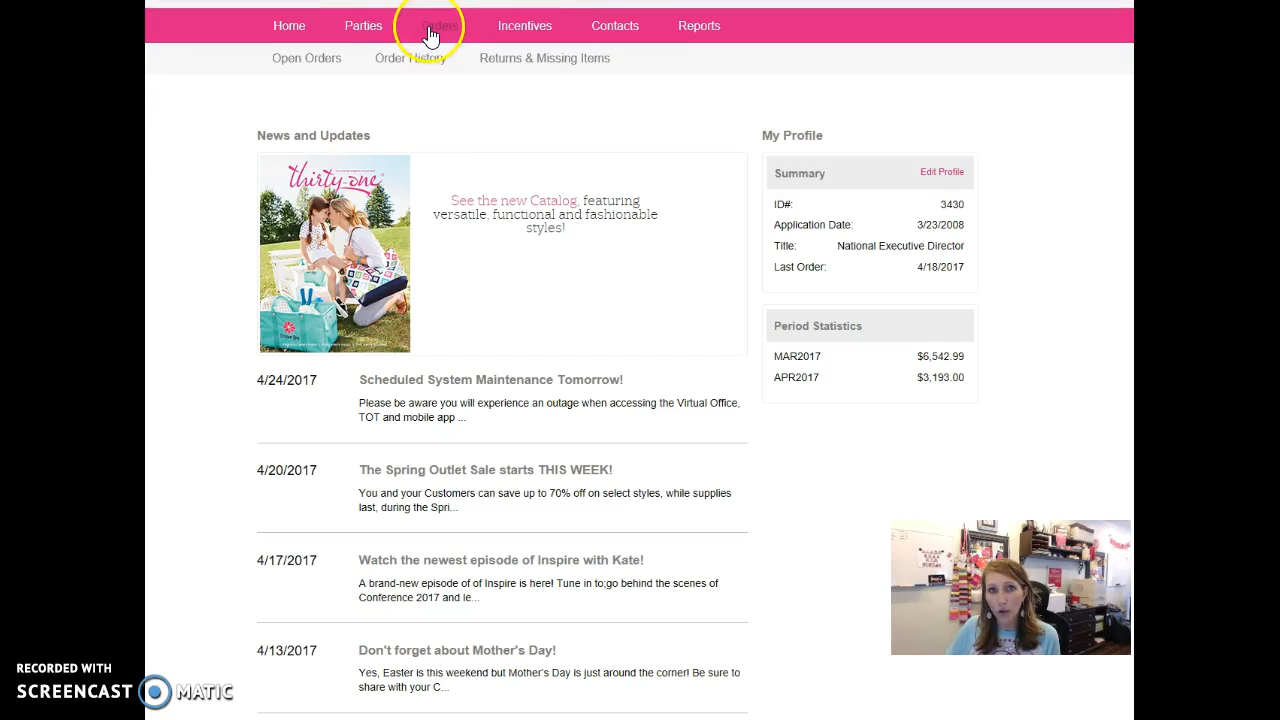 Home Parties Orders Incentives Contacts Reports
Open Orders Order History Returns & Missing Items
News and Updates
thirty-one
See the new Catalog, featuring
versatile, functional and fashionable
styles!
4/24/2017 Scheduled System Maintenance Tomorrow!
Please be aware you will experience an outage when accessing the Virtual Office,
TOT and mobile app ...
4/20/2017 The Spring Outlet Sale starts THIS WEEK!
You and your Customers can save up to 70% off on select styles, while supplies
last, during the Spri...
4/17/2017 Watch the newest episode of Inspire with Kate!
A brand-new episode of of Inspire is here! Tune in to;go behind the scenes of
Conference 2017 and le...
4/13/2017 Don't forget about Mother's Day!
Yes, Easter is this weekend but Mother's Day is just around the corner! Be sure to
share with your C...
My Profile
Summary Edit Profile
ID#: 3430
Application Date: 3/23/2008
Title: National Executive Director
Last Order: 4/18/2017
Period Statistics
MAR2017 $6,542.99
APR2017 $3,193.00
RECORDED WITH
SCREENCAST MATIC